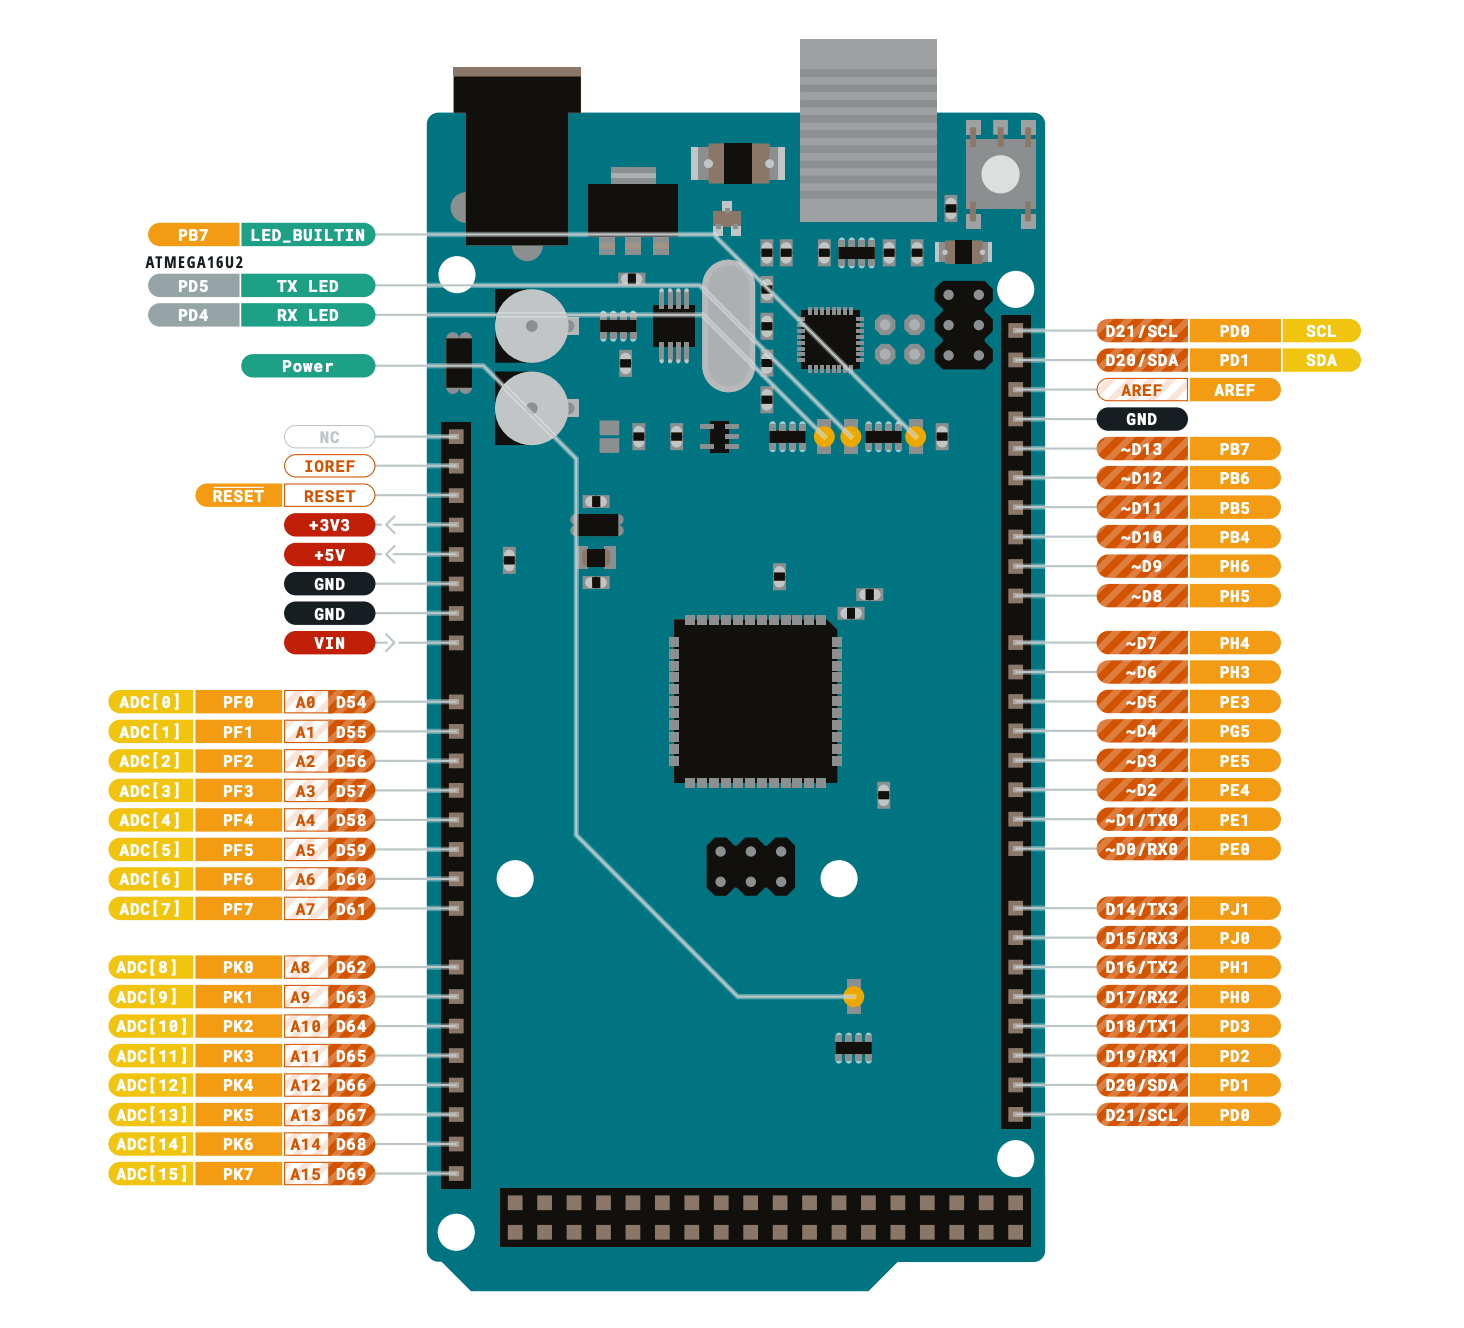 PB7 LED_BUILTIN
ATMEGA16U2
PD5 TX LED
PD4 RX LED
Power
NC
IOREF
RESET RESET
+3V3
+5V
GND
GND
VIN
ADC[0] PF0 A0 D54
ADC[1] PF1 A1 D55
ADC[2] PF2 A2 D56
ADC[3] PF3 A3 D57
ADC[4] PF4 A4 D58
ADC[5] PF5 A5 D59
ADC[6] PF6 A6 D60
ADC[7] PF7 A7 D61
ADC[8] PK0 A8 D62
ADC[9] PK1 A9 D63
ADC[10] PK2 A10 D64
ADC[11] PK3 A11 D65
ADC[12] PK4 A12 D66
ADC[13] PK5 A13 D67
ADC[14] PK6 A14 D68
ADC[15] PK7 A15 D69
D21/SCL PD0 SCL
D20/SDA PD1 SDA
AREF AREF
GND
~D13 PB7
~D12 PB6
~D11 PB5
~D10 PB4
~D9 PH6
~D8 PH5
~D7 PH4
~D6 PH3
~D5 PE3
~D4 PG5
~D3 PE5
~D2 PE4
~D1/TX0 PE1
~D0/RX0 PE0
D14/TX3 PJ1
D15/RX3 PJ0
D16/TX2 PH1
D17/RX2 PH0
D18/TX1 PD3
D19/RX1 PD2
D20/SDA PD1
D21/SCL PD0